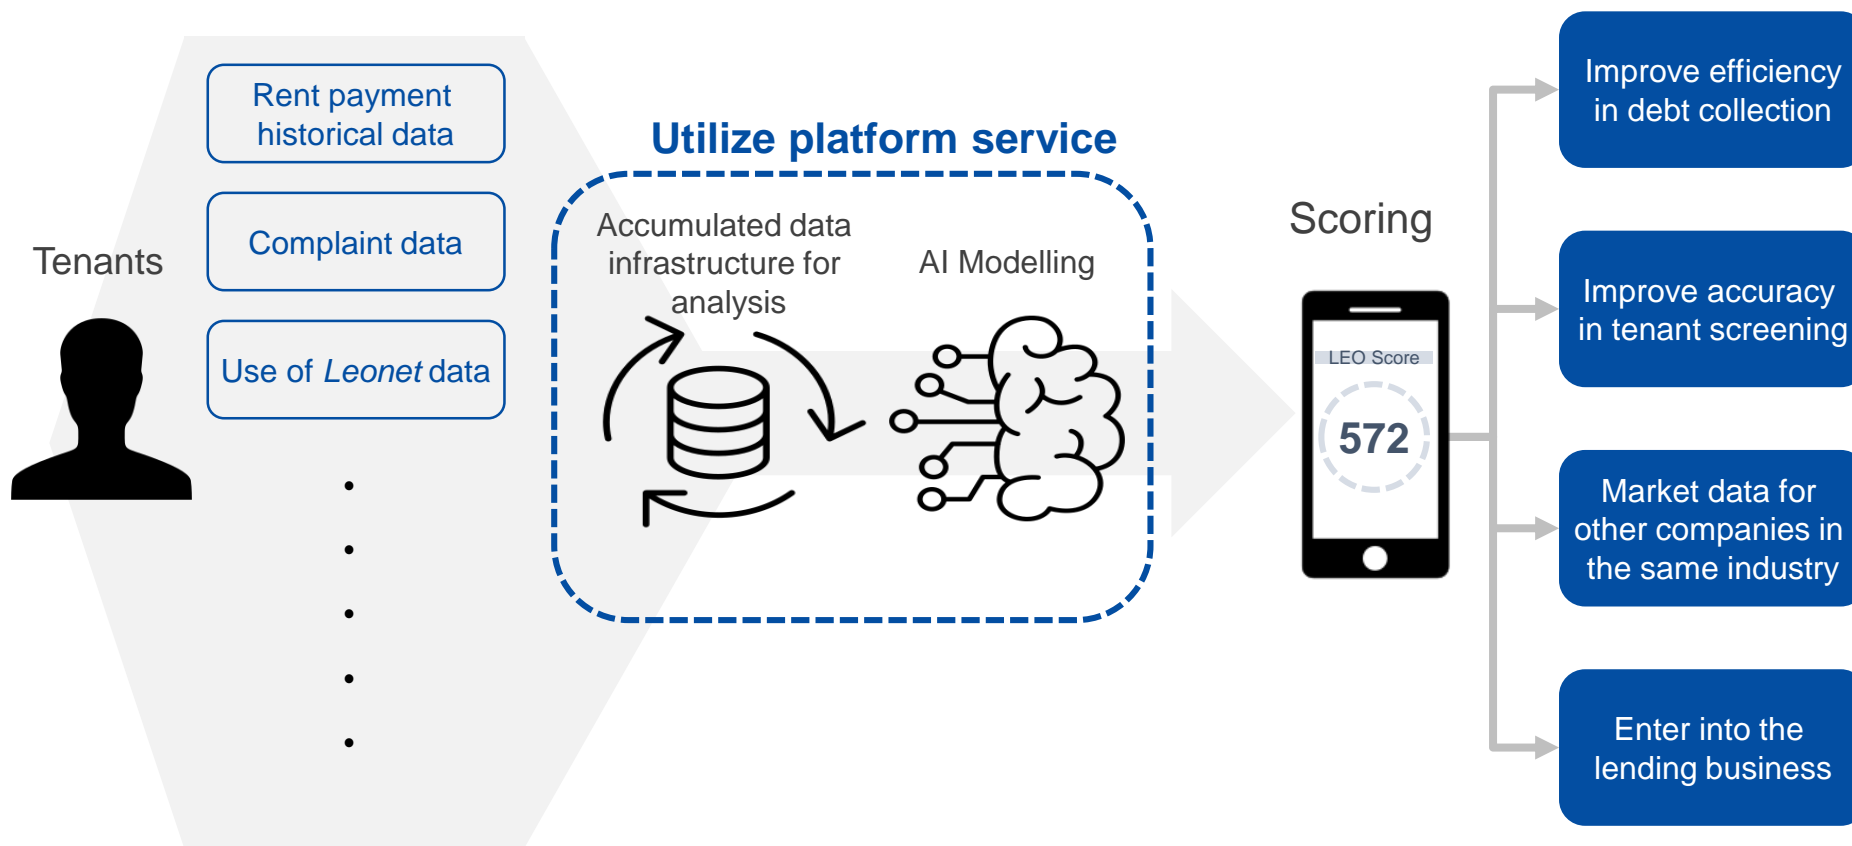 Tenants
Rent payment
historical data
Complaint data
Use of Leonet data
Utilize platform service
Accumulated data
infrastructure for
analysis
AI Modelling
Scoring
LEO Score
572
Improve efficiency
in debt collection
Improve accuracy
in tenant screening
Market data for
other companies in
the same industry
Enter into the
lending business